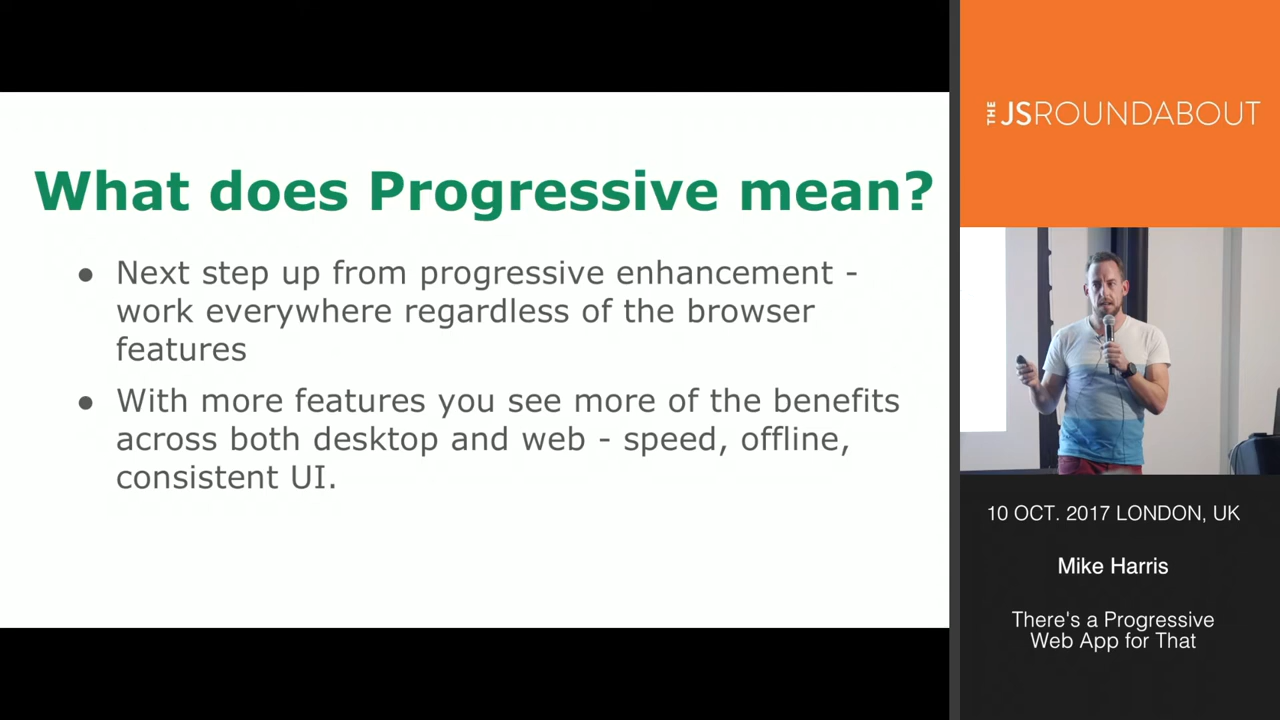 What does Progressive mean?
● Next step up from progressive enhancement -
work everywhere regardless of the browser
features
● With more features you see more of the benefits
across both desktop and web - speed, offline,
consistent UI.
THE JSROUNDABOUT
10 OCT. 2017 LONDON, UK
Mike Harris
There's a Progressive
Web App for That